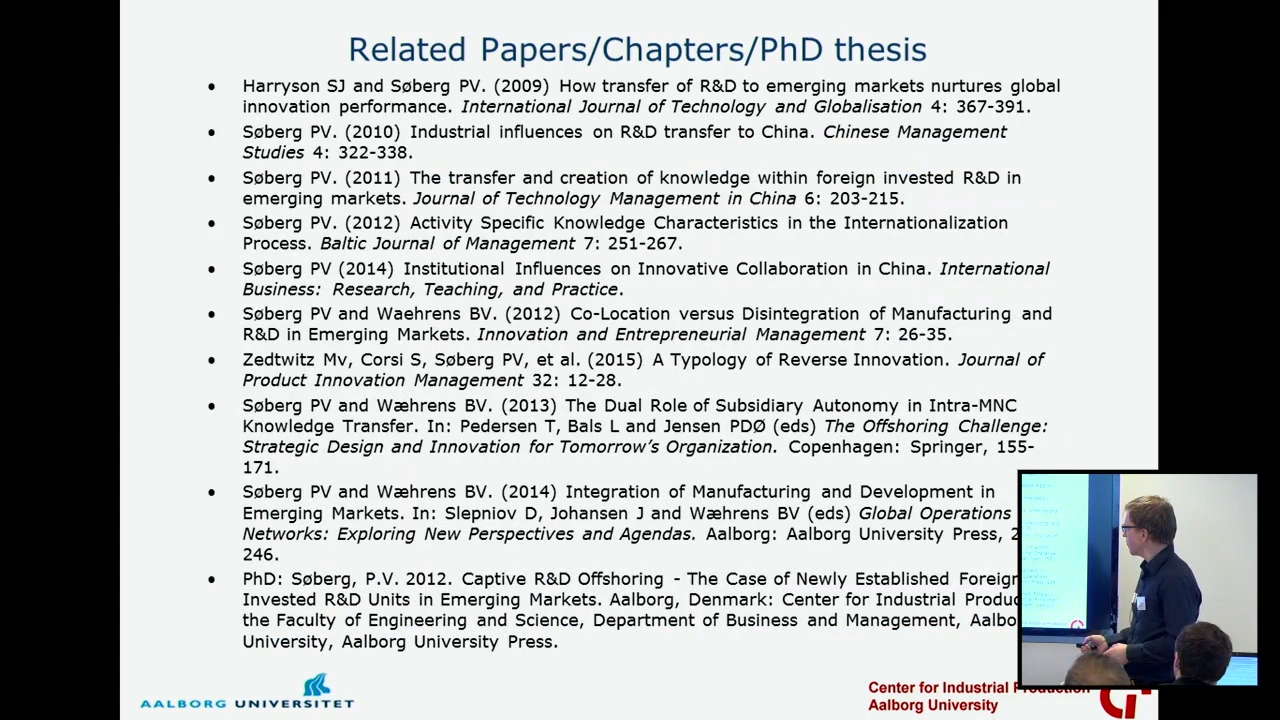 Related Papers/Chapters/PhD thesis
• Harryson SJ and Søberg PV. (2009) How transfer of R&D to emerging markets nurtures global
innovation performance. International Journal of Technology and Globalisation 4: 367-391.
• Søberg PV. (2010) Industrial influences on R&D transfer to China. Chinese Management
Studies 4: 322-338.
• Søberg PV. (2011) The transfer and creation of knowledge within foreign invested R&D in
emerging markets. Journal of Technology Management in China 6: 203-215.
• Søberg PV. (2012) Activity Specific Knowledge Characteristics in the Internationalization
Process. Baltic Journal of Management 7: 251-267.
• Søberg PV (2014) Institutional Influences on Innovative Collaboration in China. International
Business: Research, Teaching, and Practice.
• Søberg PV and Waehrens BV. (2012) Co-Location versus Disintegration of Manufacturing and
R&D in Emerging Markets. Innovation and Entrepreneurial Management 7: 26-35.
• Zedtwitz Mv, Corsi S, Søberg PV, et al. (2015) A Typology of Reverse Innovation. Journal of
Product Innovation Management 32: 12-28.
• Søberg PV and Wæhrens BV. (2013) The Dual Role of Subsidiary Autonomy in Intra-MNC
Knowledge Transfer. In: Pedersen T, Bals L and Jensen PDØ (eds) The Offshoring Challenge:
Strategic Design and Innovation for Tomorrow's Organization. Copenhagen: Springer, 155-
171.
• Søberg PV and Wæhrens BV. (2014) Integration of Manufacturing and Development in
Emerging Markets. In: Slepniov D, Johansen J and Wæhrens BV (eds) Global Operations
Networks: Exploring New Perspectives and Agendas. Aalborg: Aalborg University Press,
246.
• PhD: Søberg, P.V. 2012. Captive R&D Offshoring - The Case of Newly Established Foreign
Invested R&D Units in Emerging Markets. Aalborg, Denmark: Center for Industrial
the Faculty of Engineering and Science, Department of Business and Management,
University, Aalborg University Press.
AALBORG UNIVERSITET
Center for Industrial Production
Aalborg University